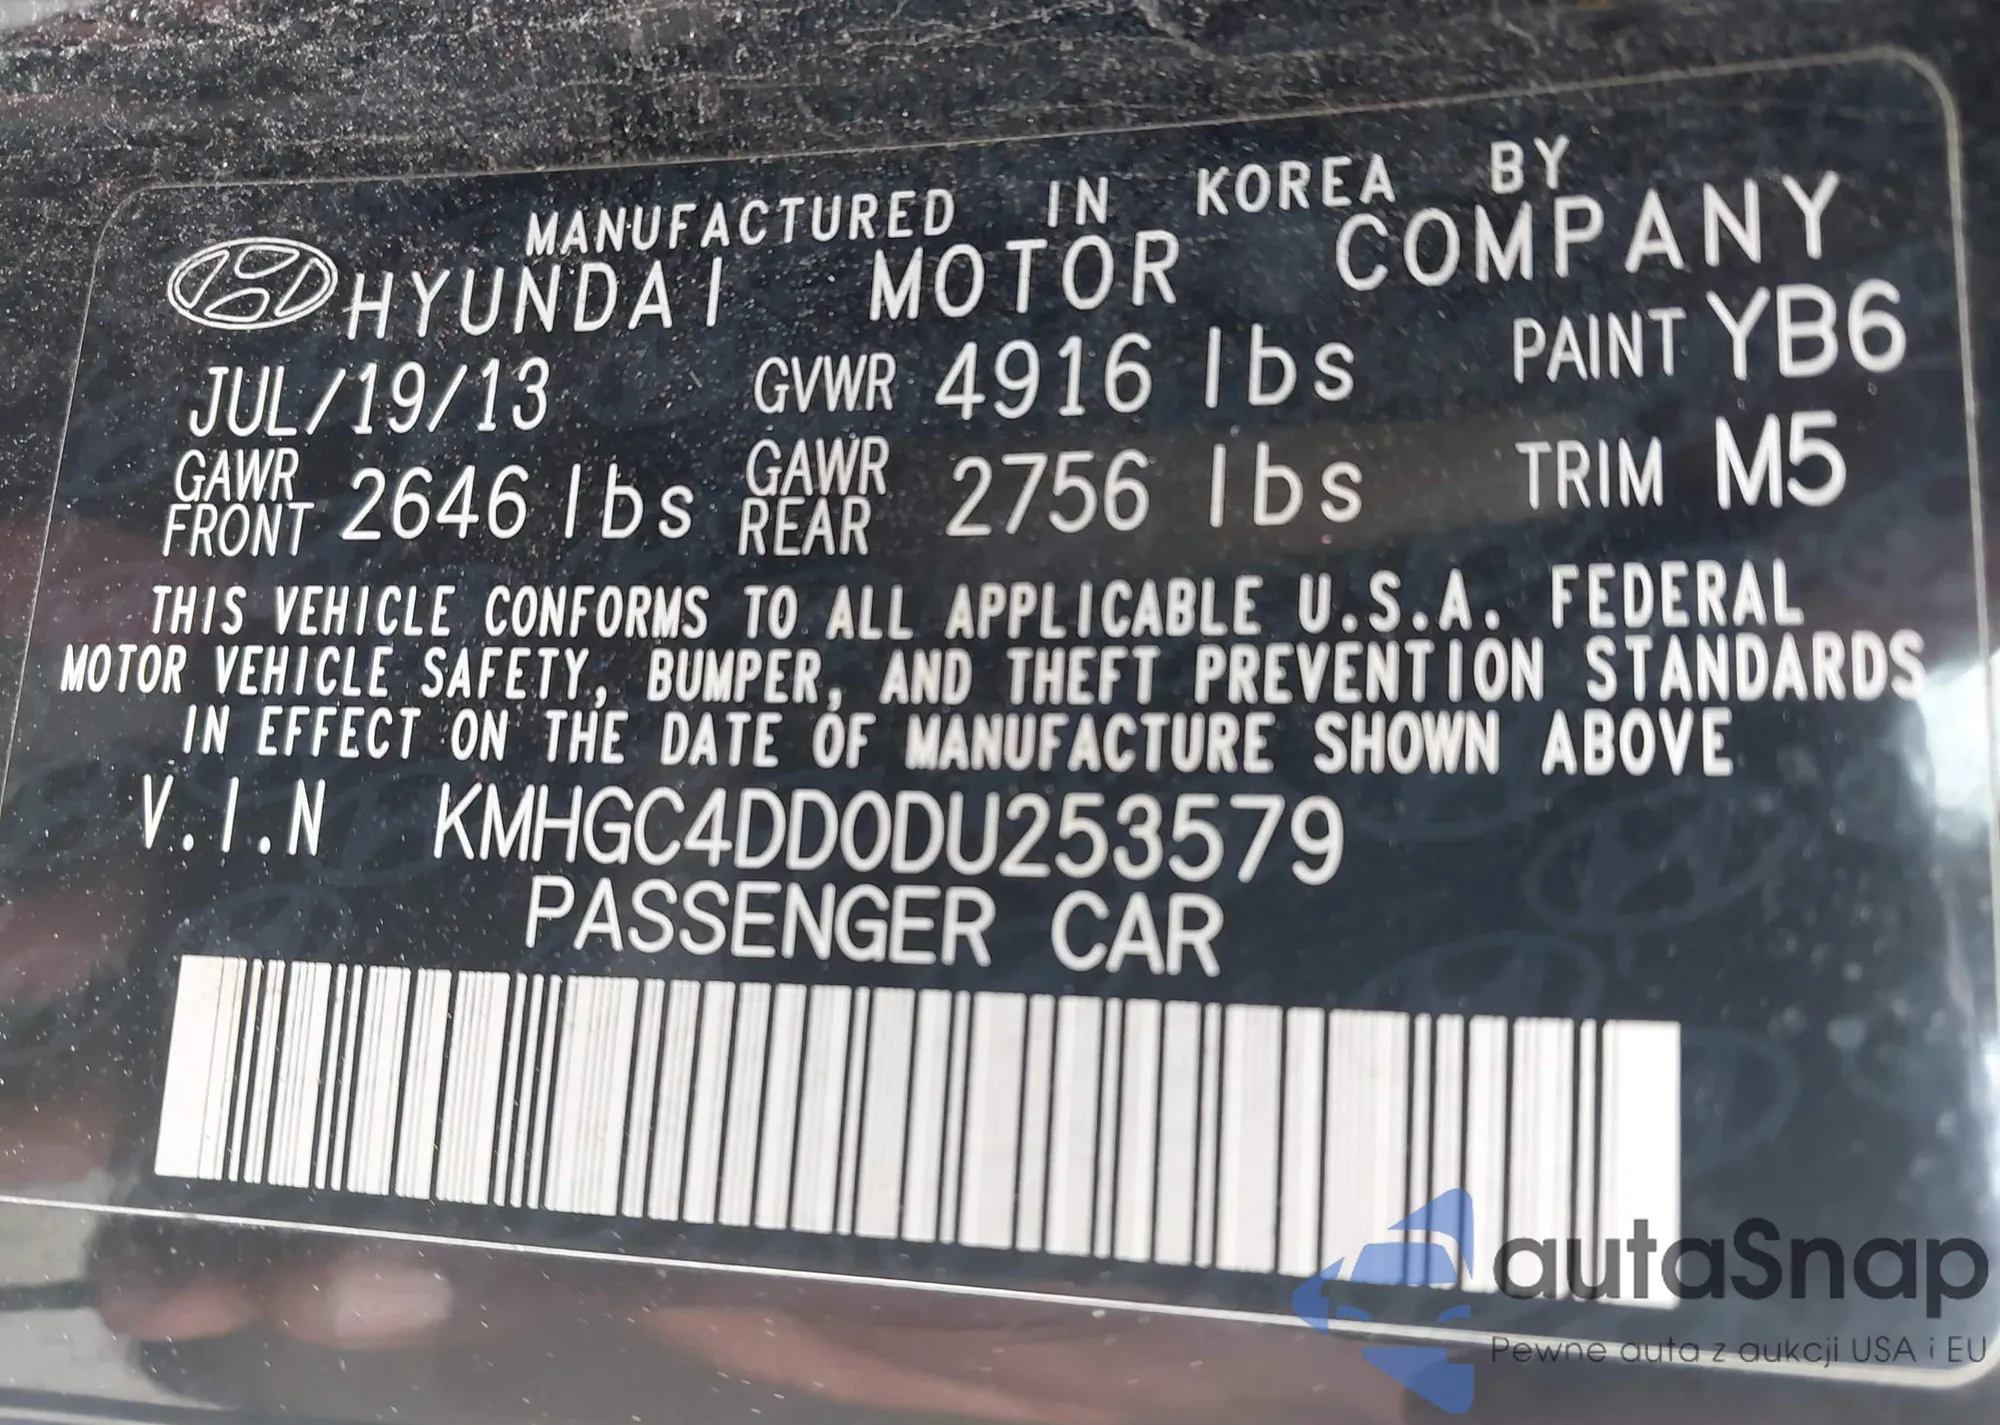 MANUFACTURED IN KOREA BY
HYUNDAI MOTOR COMPANY
JUL/19/13 GVWR 4916 lbs PAINT YB6
GAWR FRONT 2646 lbs GAWR REAR 2756 lbs TRIM M5
THIS VEHICLE CONFORMS TO ALL APPLICABLE U.S.A. FEDERAL
MOTOR VEHICLE SAFETY, BUMPER, AND THEFT PREVENTION STANDARDS
IN EFFECT ON THE DATE OF MANUFACTURE SHOWN ABOVE
V.I.N KMHGC4DD0DU253579
PASSENGER CAR
autaSnap
Pewne auta z aukcji USA i EU